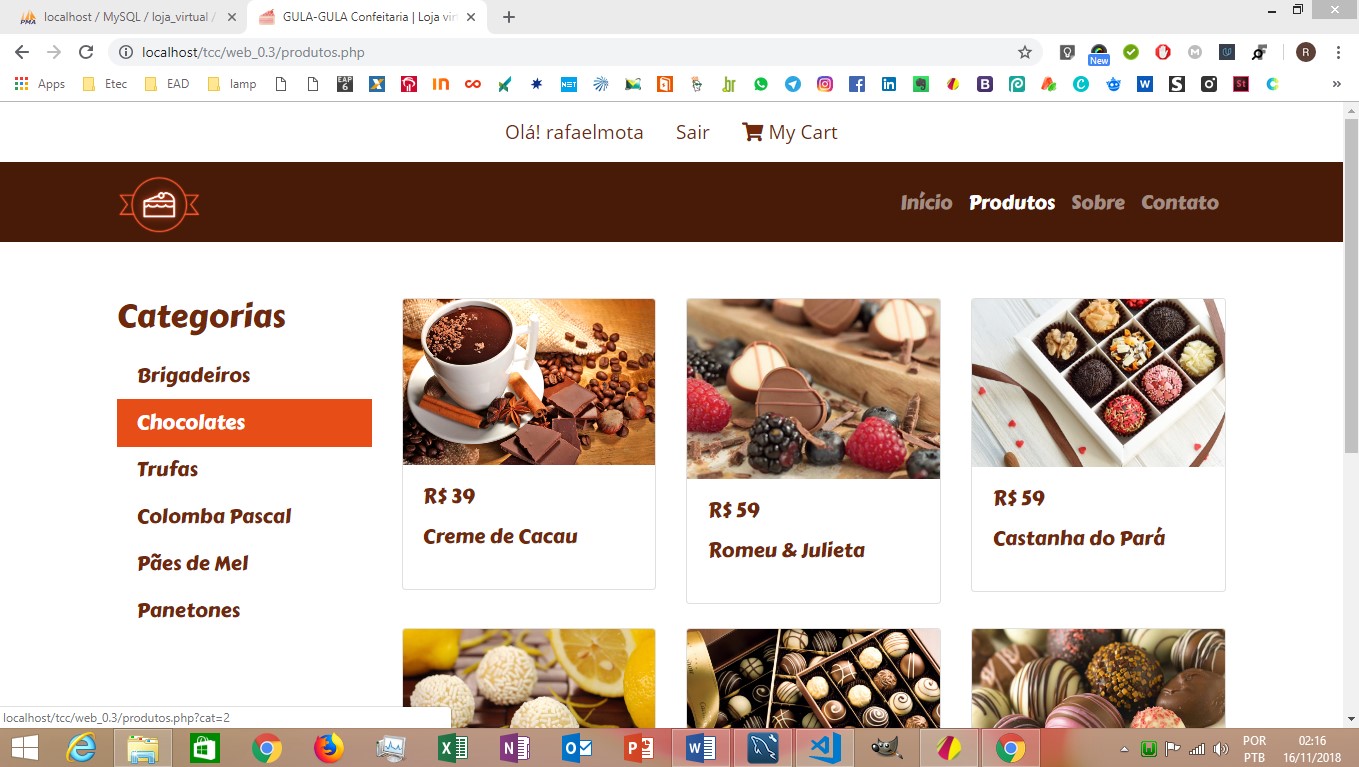 localhost / MySQL / loja_virtual /
GULA-GULA Confeitaria | Loja vir
localhost/tcc/web_0.3/produtos.php
New
R
Apps
Etec
EAD
lamp
Olá! rafaelmota
Sair
My Cart
Início
Produtos
Sobre
Contato
Categorias
Brigadeiros
Chocolates
Trufas
Colomba Pascal
Pães de Mel
Panetones
R$ 39
Creme de Cacau
R$ 59
Romeu & Julieta
R$ 59
Castanha do Pará
localhost/tcc/web_0.3/produtos.php?cat=2
POR
PTB
02:16
16/11/2018